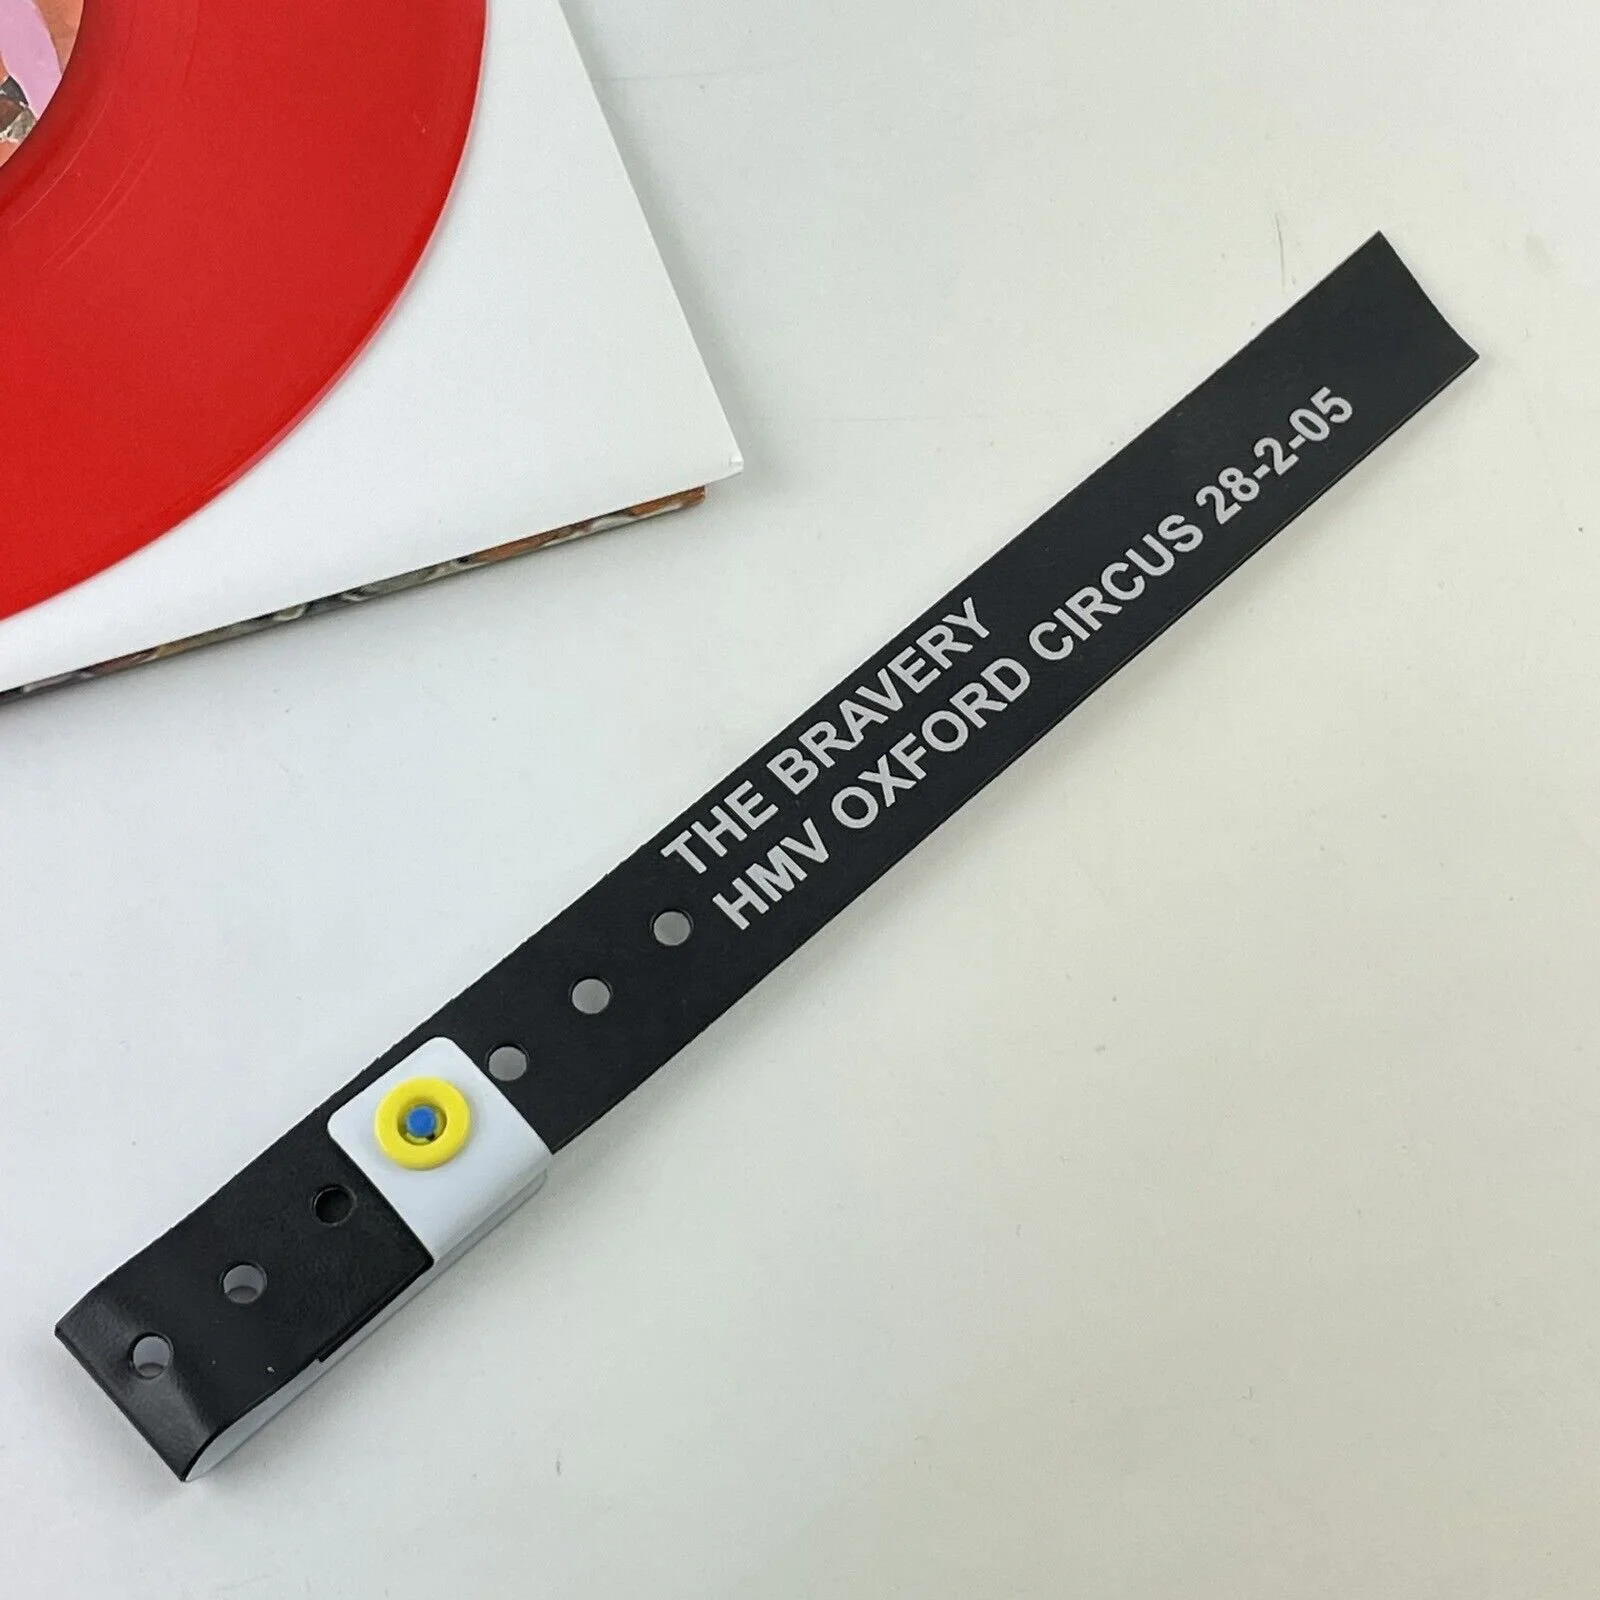 THE BRAVERY
HMV OXFORD CIRCUS 28-2-05